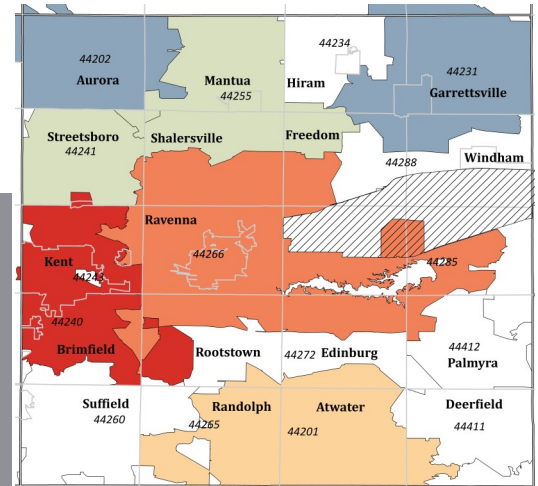 44234
44202
Aurora
Mantua
44255
Hiram
44231
Garrettsville
Streetsboro
44241
Shalersville
Freedom
44288
Windham
Ravenna
44266
Kent
44243
44285
44240
Brimfield
Rootstown
44272
Edinburg
44412
Palmyra
Suffield
44260
Randolph
44265
Atwater
44201
Deerfield
44411